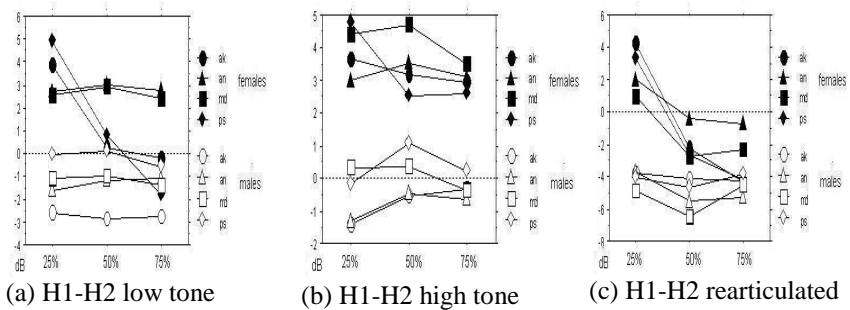 6
5
4
3
2
1
0
-1
-2
-3
-4
dB
25% 50% 75%
ak
an
md
ps
females
ak
an
md
ps
males
(a) H1-H2 low tone
5
4
3
2
1
0
-1
-2
dB
25% 50% 75%
ak
an
md
ps
females
ak
an
md
ps
males
(b) H1-H2 high tone
6
4
2
0
-2
-4
-6
-8
dB
25% 50% 75%
ak
an
md
ps
females
ak
an
md
ps
males
(c) H1-H2 rearticulated